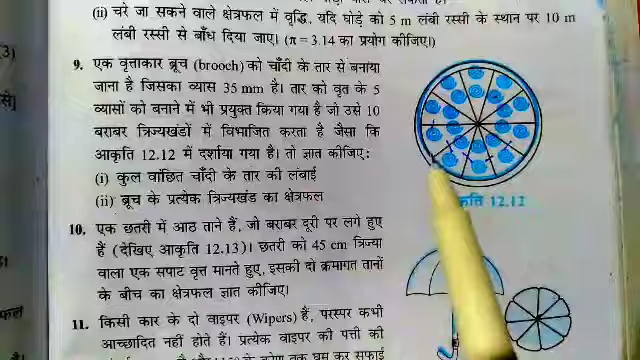 (ii) चरे जा सकने वाले क्षेत्रफल में वृद्धि, यदि घोड़े को 5 m लंबी रस्सी के स्थान पर 10 m
लंबी रस्सी से बाँध दिया जाए। (π = 3.14 का प्रयोग कीजिए।)
9. एक वृत्ताकार ब्रूच (brooch) को चाँदी के तार से बनाया
जाना है जिसका व्यास 35 mm है। तार को वृत के 5
व्यासों को बनाने में भी प्रयुक्त किया गया है जो उसे 10
बराबर त्रिज्यखंडों में विभाजित करता है जैसा कि
आकृति 12.12 में दर्शाया गया है। तो ज्ञात कीजिए:
(i) कुल वांछित चाँदी के तार की लंबाई
(ii) ब्रूच के प्रत्येक त्रिज्यखंड का क्षेत्रफल
कृति 12.12
10. एक छतरी में आठ ताने हैं, जो बराबर दूरी पर लगे हुए
हैं (देखिए आकृति 12.13)। छतरी को 45 cm त्रिज्या
वाला एक सपाट वृत्त मानते हुए, इसकी दो क्रमागत तानों
के बीच का क्षेत्रफल ज्ञात कीजिए।
11. किसी कार के दो वाइपर (Wipers) हैं, परस्पर कभी
आच्छादित नहीं होते हैं। प्रत्येक वाइपर की पत्ती की